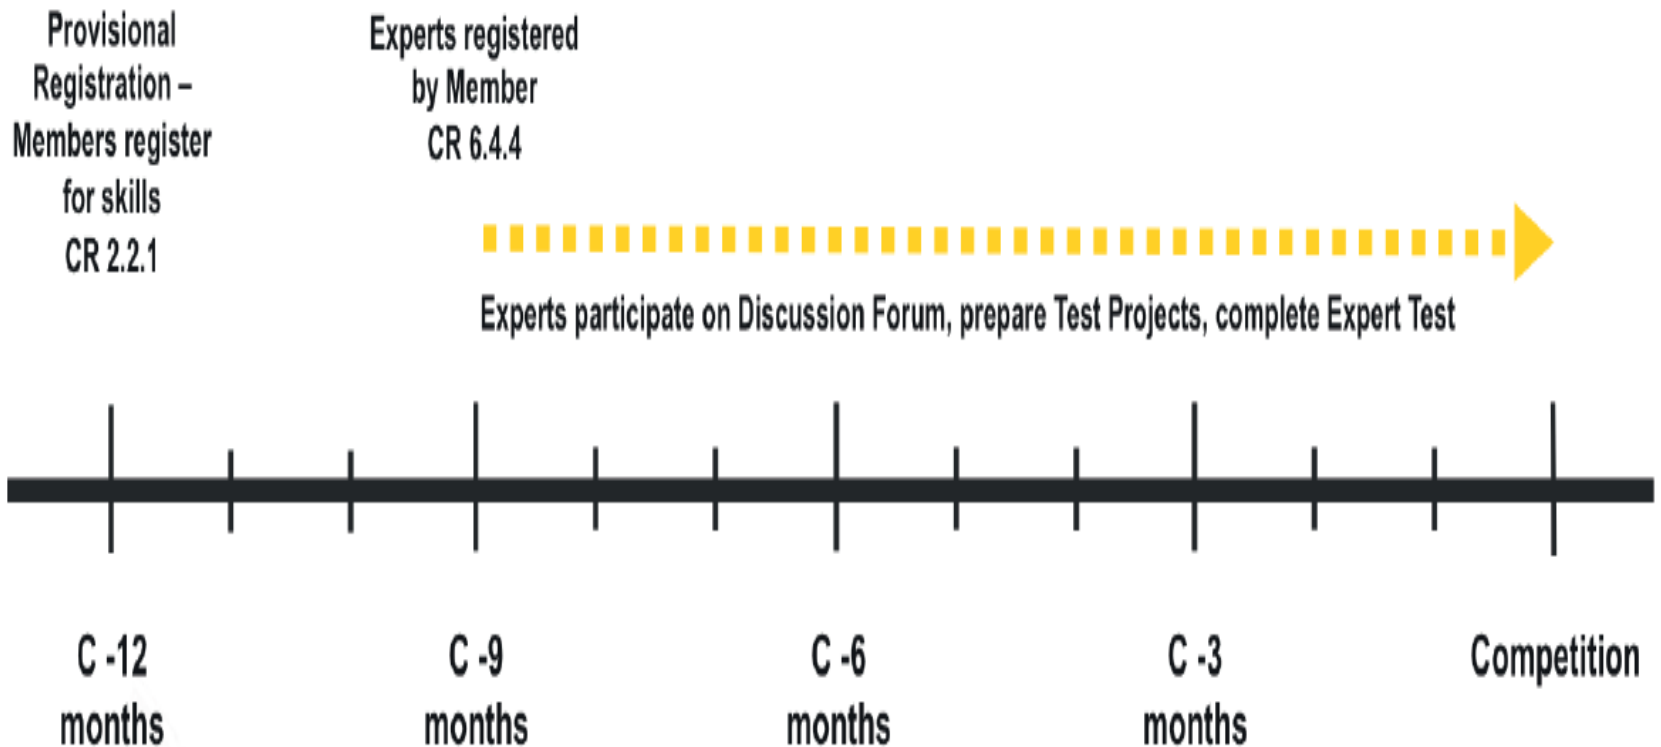 Provisional
Registration –
Members register
for skills
CR 2.2.1
Experts registered
by Member
CR 6.4.4
Experts participate on Discussion Forum, prepare Test Projects, complete Expert Test
C -12
months
C -9
months
C -6
months
C -3
months
Competition